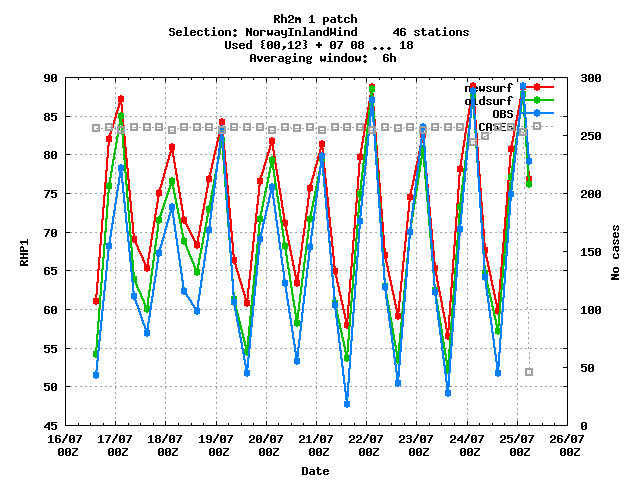 Rh2m 1 patch
Selection: NorwayInlandWind 46 stations
Used {00,12} + 07 08 ... 18
Averaging window: 6h
90 300
newsurf
oldsurf
OBS
CASES
85
80 250
75
70 200
65 150
60 100
55
50 50
45 0
RHP1
No cases
16/07 17/07 18/07 19/07 20/07 21/07 22/07 23/07 24/07 25/07 26/07
00Z 00Z 00Z 00Z 00Z 00Z 00Z 00Z 00Z 00Z 00Z
Date